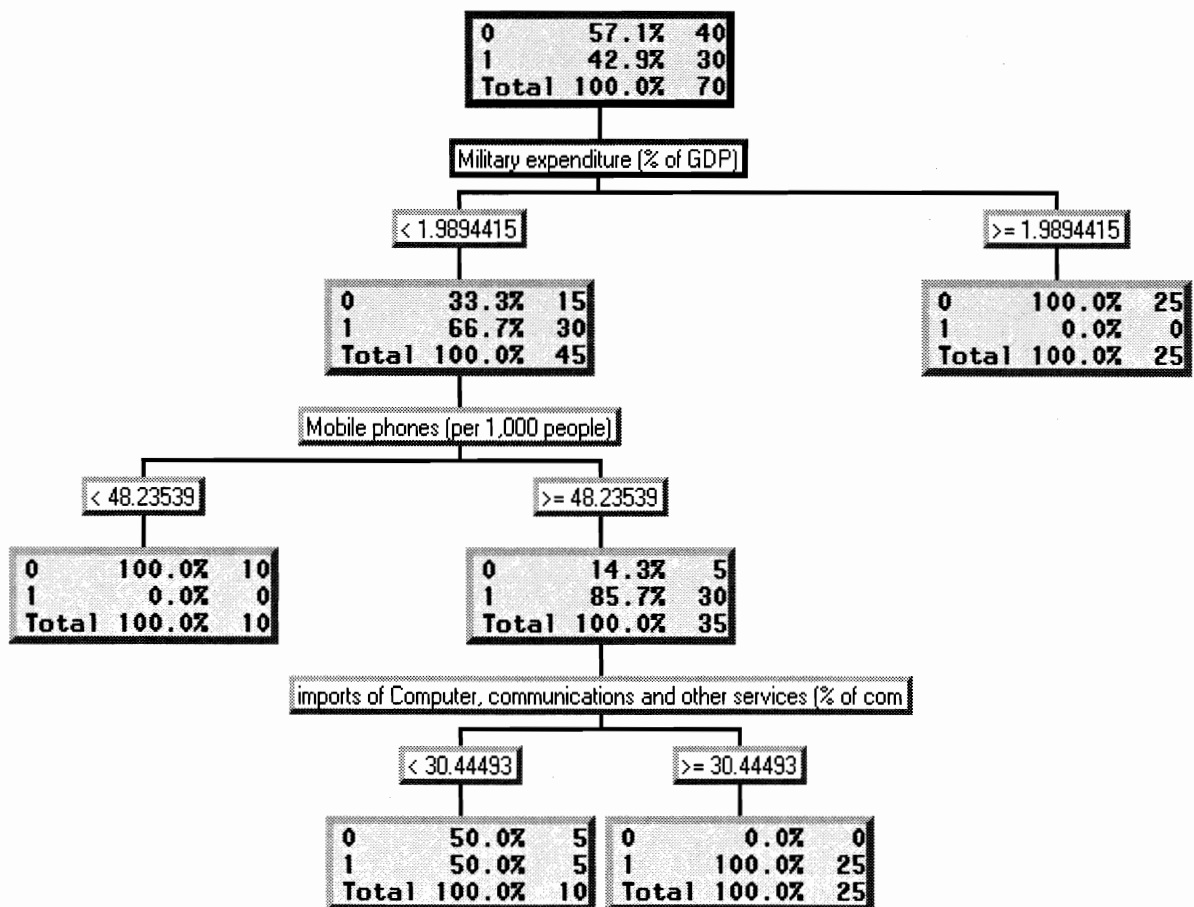 0 57.1% 40
1 42.9% 30
Total 100.0% 70
Military expenditure (% of GDP)
< 1.9894415
>= 1.9894415
0 33.3% 15
1 66.7% 30
Total 100.0% 45
0 100.0% 25
1 0.0% 0
Total 100.0% 25
Mobile phones (per 1,000 people)
< 48.23539
>= 48.23539
0 100.0% 10
1 0.0% 0
Total 100.0% 10
0 14.3% 5
1 85.7% 30
Total 100.0% 35
imports of Computer, communications and other services (% of com
< 30.44493
>= 30.44493
0 50.0% 5
1 50.0% 5
Total 100.0% 10
0 0.0% 0
1 100.0% 25
Total 100.0% 25